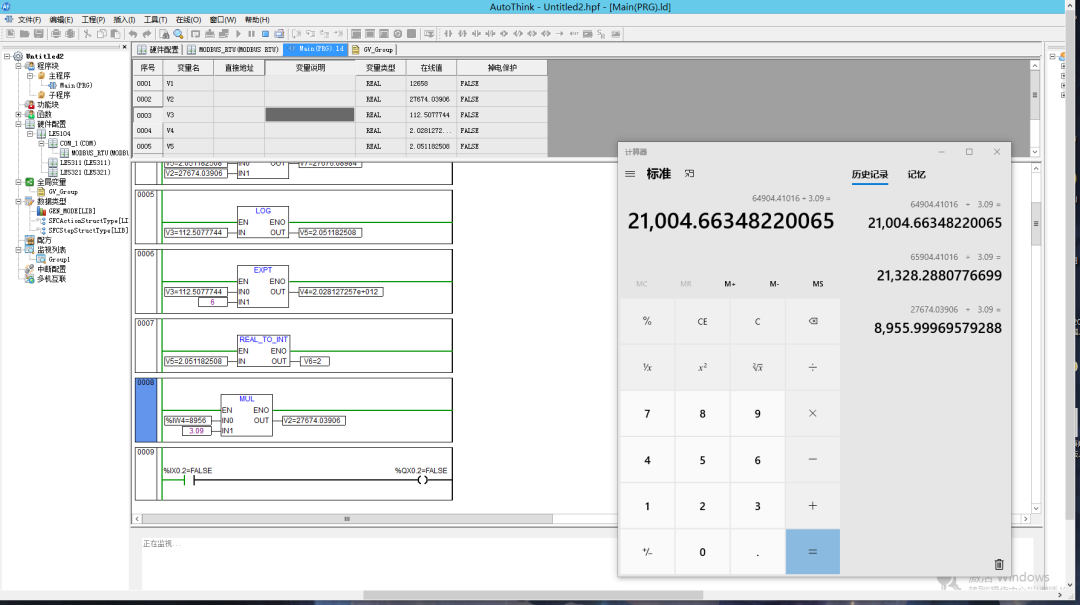 AutoThink - Untitled2.hpf - [Main(PRG).ld]
文件(F) 编辑(E) 工程(P) 插入(I) 工具(T) 在线(O) 窗口(W) 帮助(H)
硬件配置 MODBUS_RTU(MODBUS_RTU) Main(PRG).ld GV_Group
Untitled2
程序块
主程序
Main(PRG)
子程序
功能块
函数
硬件配置
LE5104
COM_1(COM)
MODBUS_RTU(MODBU
LE5311(LE5311)
LE5321(LE5321)
全局变量
GV_Group
数据类型
GEN_MODE[LIB]
SFCActionStructType[LI
SFCStepStructType[LIB]
配方
监视列表
Group1
中断配置
多机互联
序号 变量名 直接地址 变量说明 变量类型 在线值 掉电保护
0001 V1 REAL 12658 FALSE
0002 V2 REAL 27674.03906 FALSE
0003 V3 REAL 112.5077744 FALSE
0004 V4 REAL 2.0281272... FALSE
0005 V5 REAL 2.051182508 FALSE
V2=27674.03906 IN1
0005
LOG
EN ENO
V3=112.5077744 IN OUT V5=2.051182508
0006
EXPT
EN ENO
V3=112.5077744 IN0 OUT V4=2.028127257e+012
6 IN1
0007
REAL_TO_INT
EN ENO
V5=2.051182508 IN OUT V6=2
0008
MUL
EN ENO
%IW4=8956 IN0 OUT V2=27674.03906
3.09 IN1
0009
%IX0.2=FALSE %QX0.2=FALSE
正在监视...
计算器
标准
历史记录 记忆
64904.41016 ÷ 3.09 =
21,004.66348220065
MC MR M+ M- MS
% CE C
¹/x x² ²√x ÷
7 8 9 ×
4 5 6 −
1 2 3 +
+/- 0 . =
64904.41016 ÷ 3.09 =
21,004.66348220065
65904.41016 ÷ 3.09 =
21,328.2880776699
27674.03906 ÷ 3.09 =
8,955.99969579288
激活 Windows